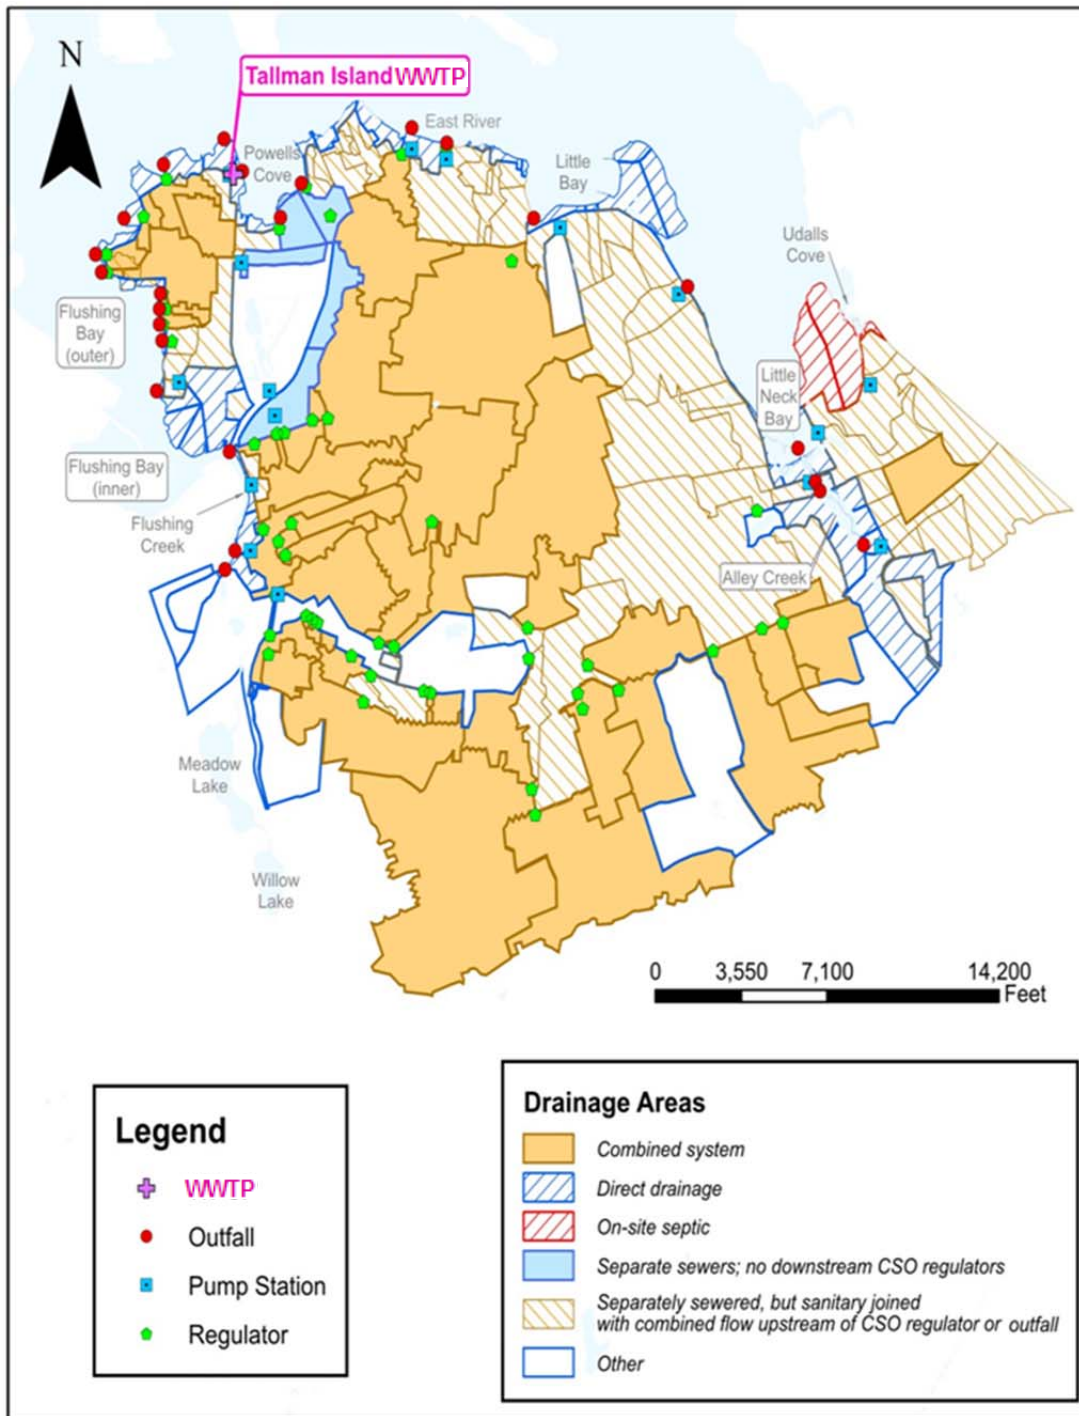 N
Tallman Island WWTP
East River
Powells
Cove
Little
Bay
Udalls
Cove
Flushing
Bay
(outer)
Little
Neck
Bay
Flushing Bay
(inner)
Flushing
Creek
Alley Creek
Meadow
Lake
Willow
Lake
0 3,550 7,100 14,200
Feet
Legend
WWTP
Outfall
Pump Station
Regulator
Drainage Areas
Combined system
Direct drainage
On-site septic
Separate sewers; no downstream CSO regulators
Separately sewered, but sanitary joined
with combined flow upstream of CSO regulator or outfall
Other